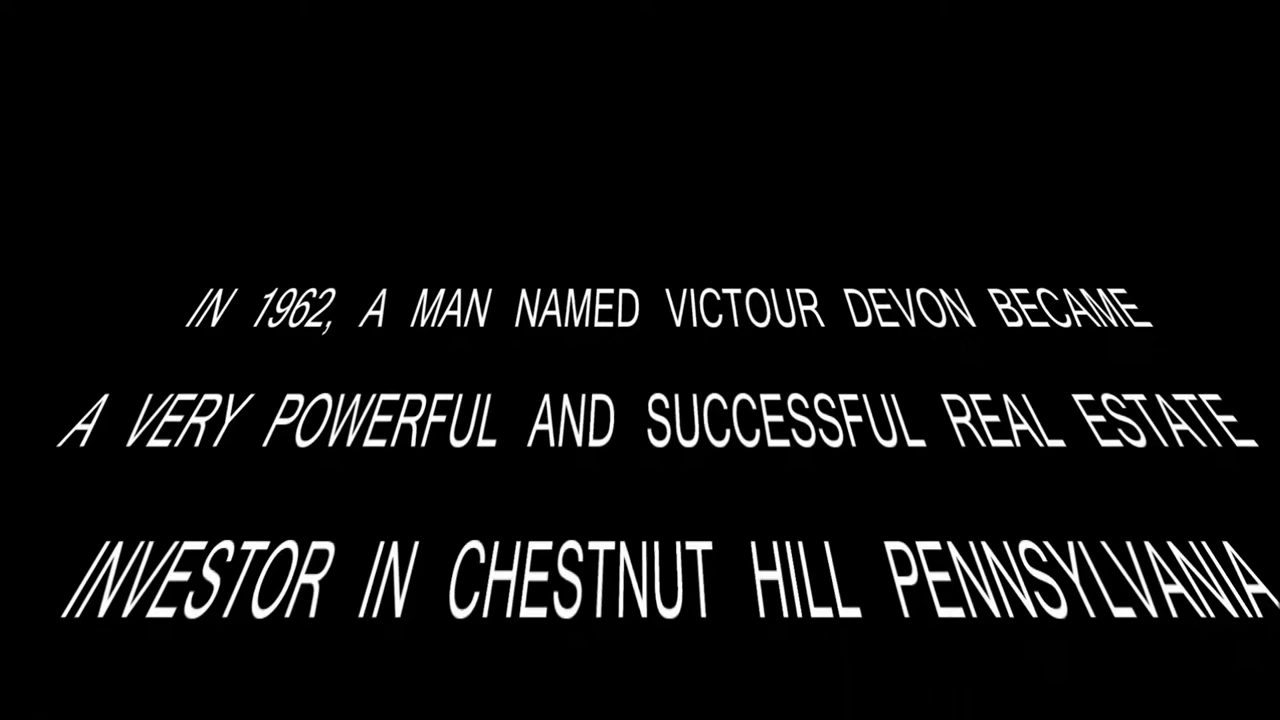 IN 1962, A MAN NAMED VICTOUR DEVON BECAME
A VERY POWERFUL AND SUCCESSFUL REAL ESTATE
INVESTOR IN CHESTNUT HILL PENNSYLVANIA